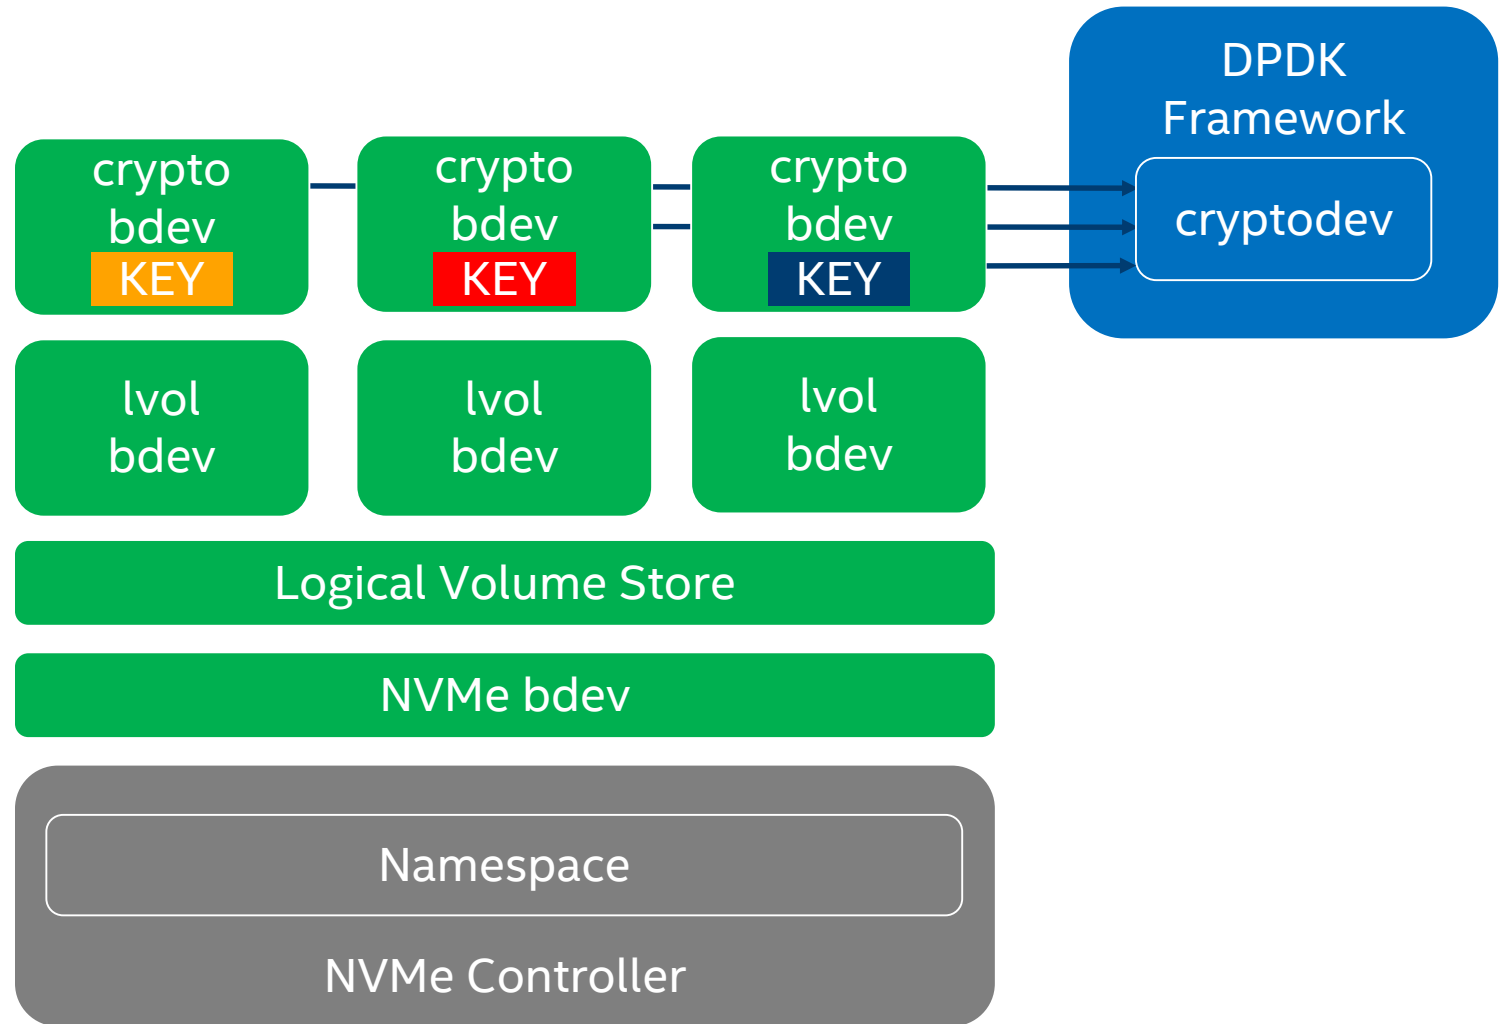 DPDK
Framework
cryptodev
crypto
bdev
KEY
crypto
bdev
KEY
crypto
bdev
KEY
lvol
bdev
lvol
bdev
lvol
bdev
Logical Volume Store
NVMe bdev
Namespace
NVMe Controller